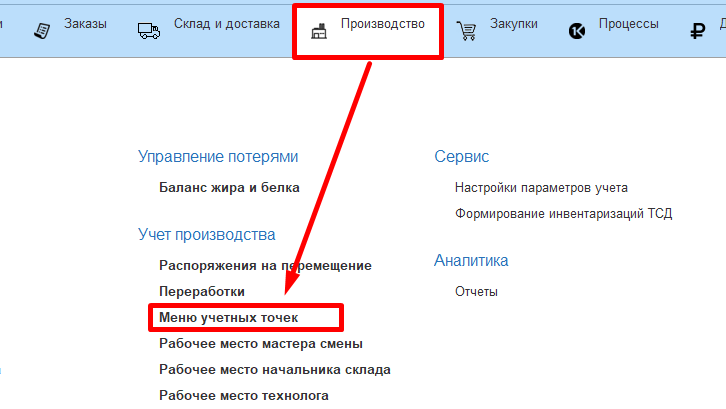 и
Заказы
Склад и доставка
Производство
Закупки
Процессы
Управление потерями
Баланс жира и белка
Учет производства
Распоряжения на перемещение
Переработки
Меню учетных точек
Рабочее место мастера смены
Рабочее место начальника склада
Рабочее место технолога
Сервис
Настройки параметров учета
Формирование инвентаризаций ТСД
Аналитика
Отчеты